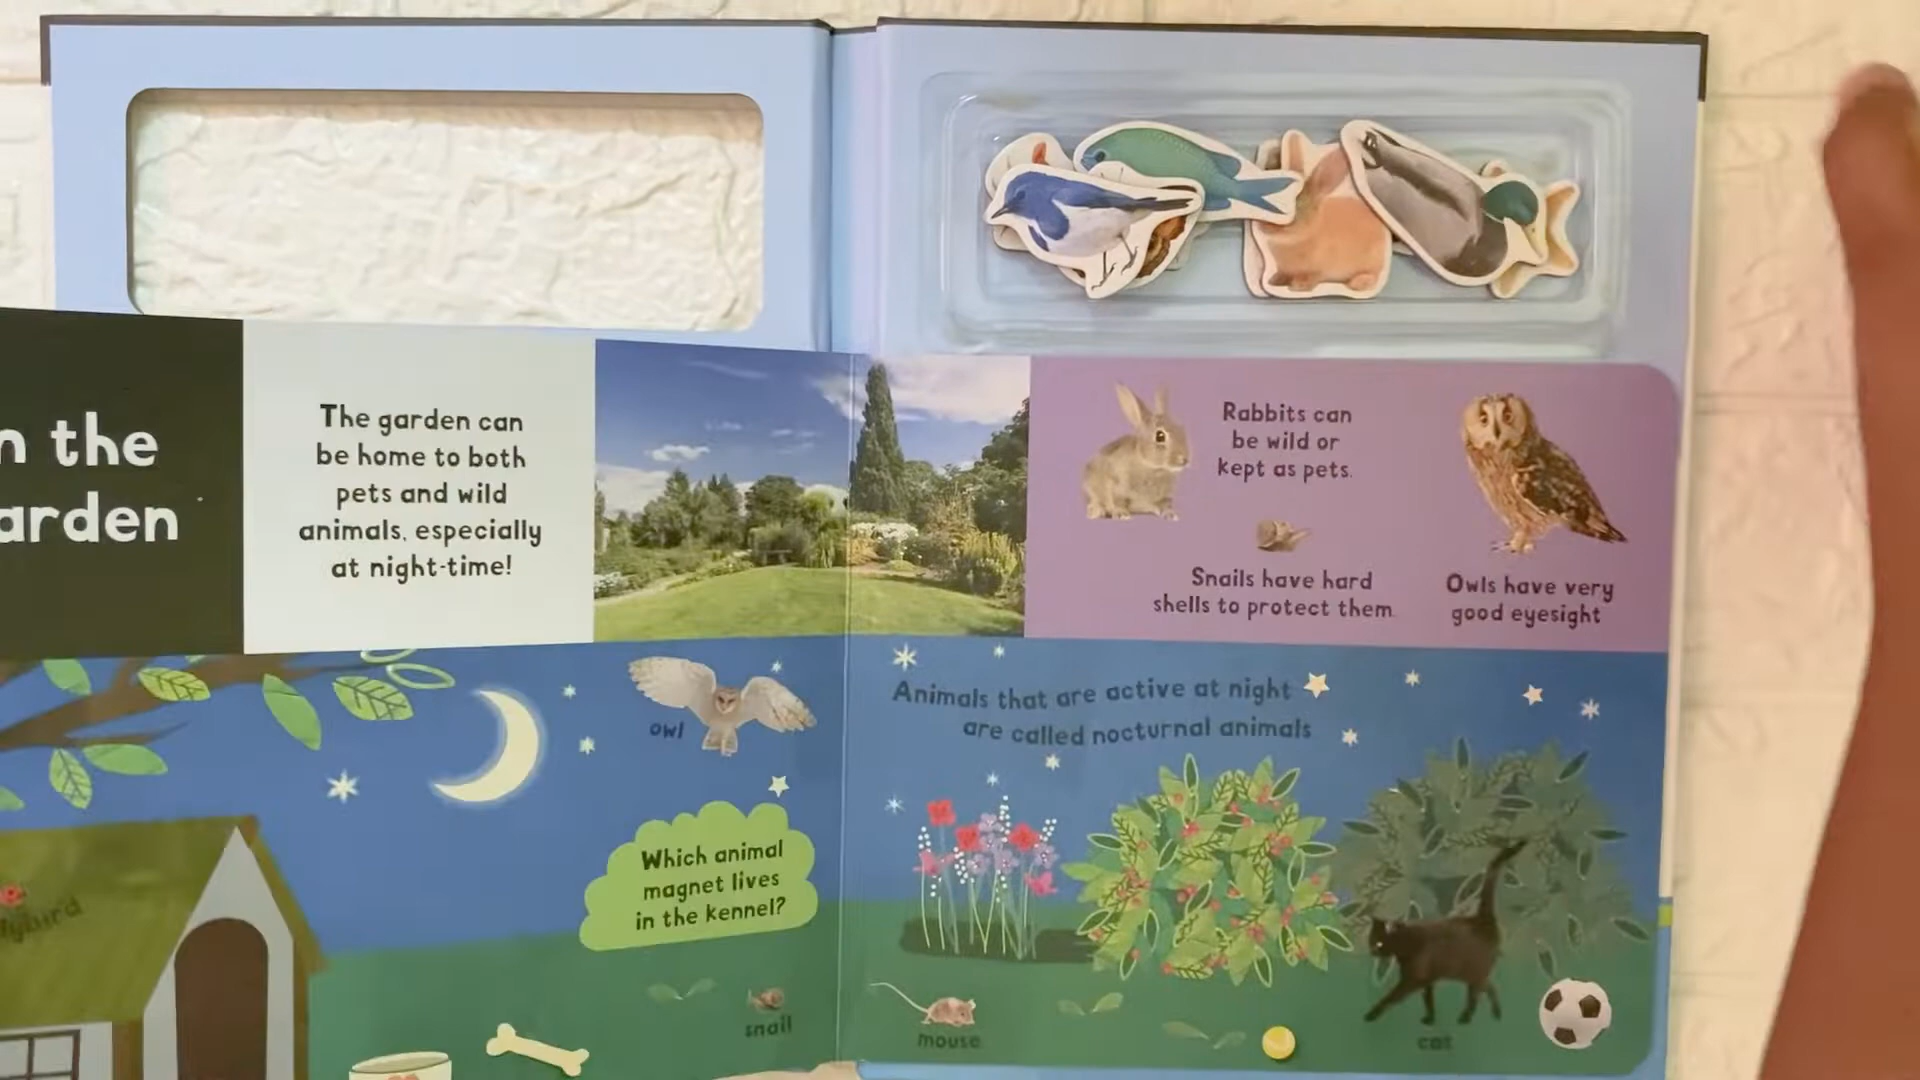 n the
arden
The garden can
be home to both
pets and wild
animals, especially
at night-time!
Rabbits can
be wild or
kept as pets.
Snails have hard
shells to protect them.
Owls have very
good eyesight
owl
Animals that are active at night
are called nocturnal animals
Which animal
magnet lives
in the kennel?
ybird
snail
mouse
cat